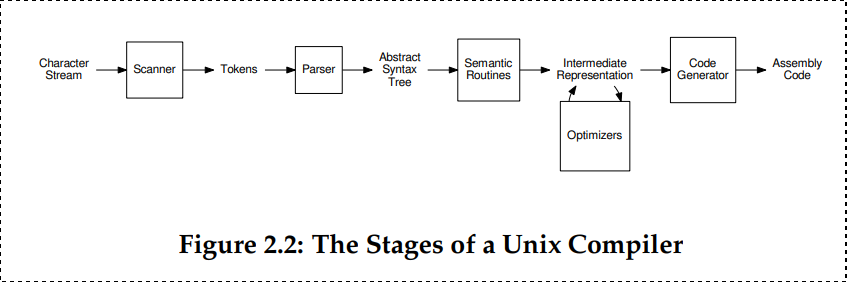 Character
Stream
Scanner
Tokens
Parser
Abstract
Syntax
Tree
Semantic
Routines
Intermediate
Representation
Optimizers
Code
Generator
Assembly
Code
Figure 2.2: The Stages of a Unix Compiler